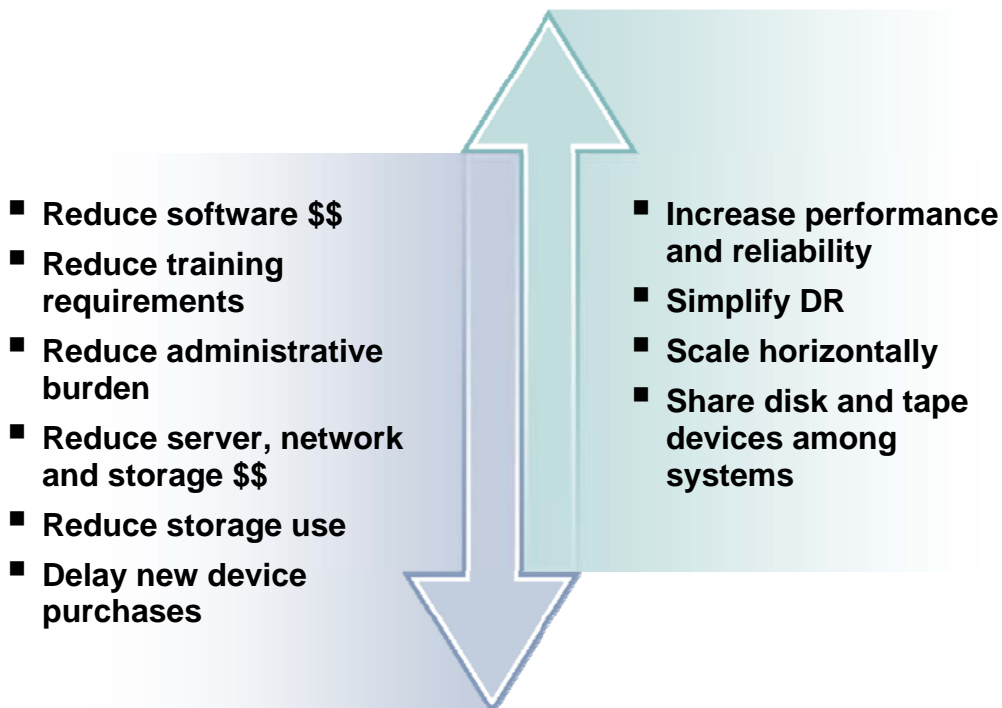 ▪ Reduce software $$
▪ Reduce training
requirements
▪ Reduce administrative
burden
▪ Reduce server, network
and storage $$
▪ Reduce storage use
▪ Delay new device
purchases
▪ Increase performance
and reliability
▪ Simplify DR
▪ Scale horizontally
▪ Share disk and tape
devices among
systems